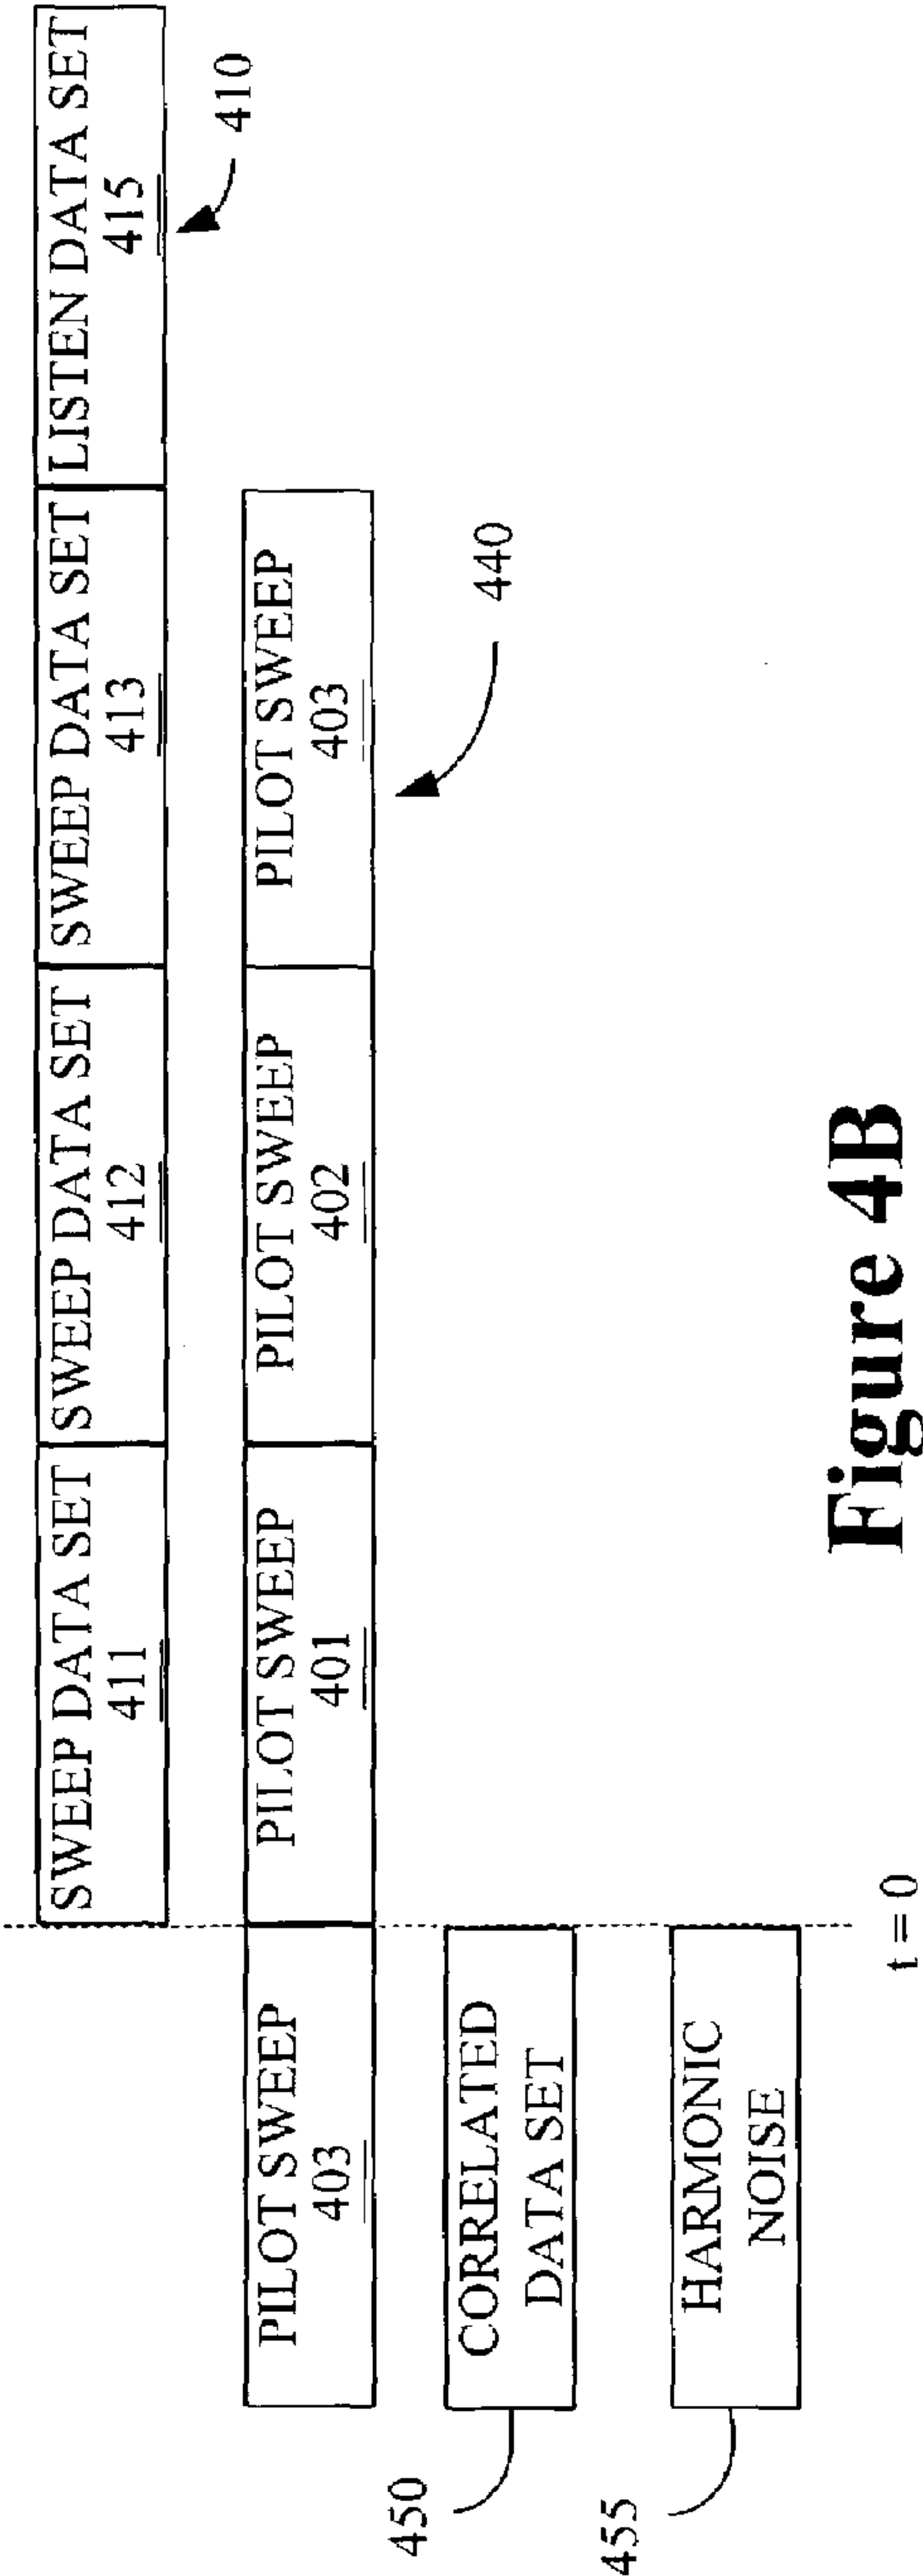 SWEEP DATA SET
411
SWEEP DATA SET
412
SWEEP DATA SET
413
LISTEN DATA SET
415
410
PILOT SWEEP
403
PILOT SWEEP
401
PILOT SWEEP
402
PILOT SWEEP
403
440
450
CORRELATED
DATA SET
455
HARMONIC
NOISE
t = 0
Figure 4B